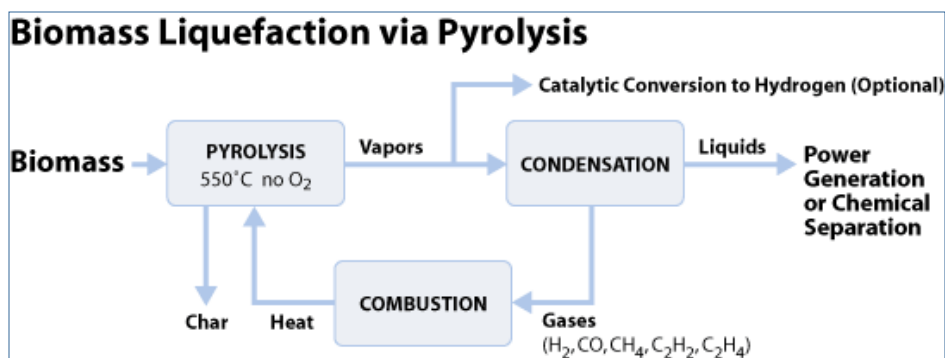 Biomass Liquefaction via Pyrolysis
Catalytic Conversion to Hydrogen (Optional)
Biomass
PYROLYSIS
550˚C no O₂
Vapors
CONDENSATION
Liquids
Power
Generation
or Chemical
Separation
COMBUSTION
Char
Heat
Gases
(H₂,CO,CH₄,C₂H₂,C₂H₄)